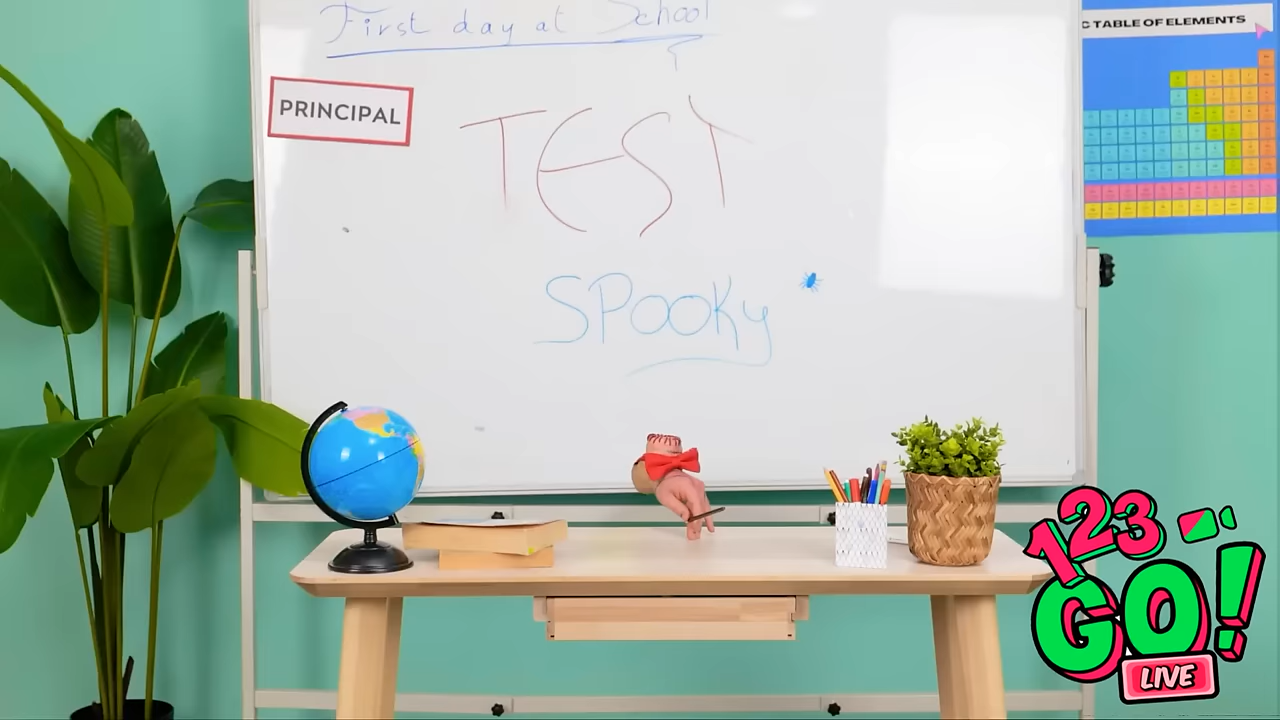 First day at School
PRINCIPAL
TEST
SPOOKY
C TABLE OF ELEMENTS
123
GO!
LIVE